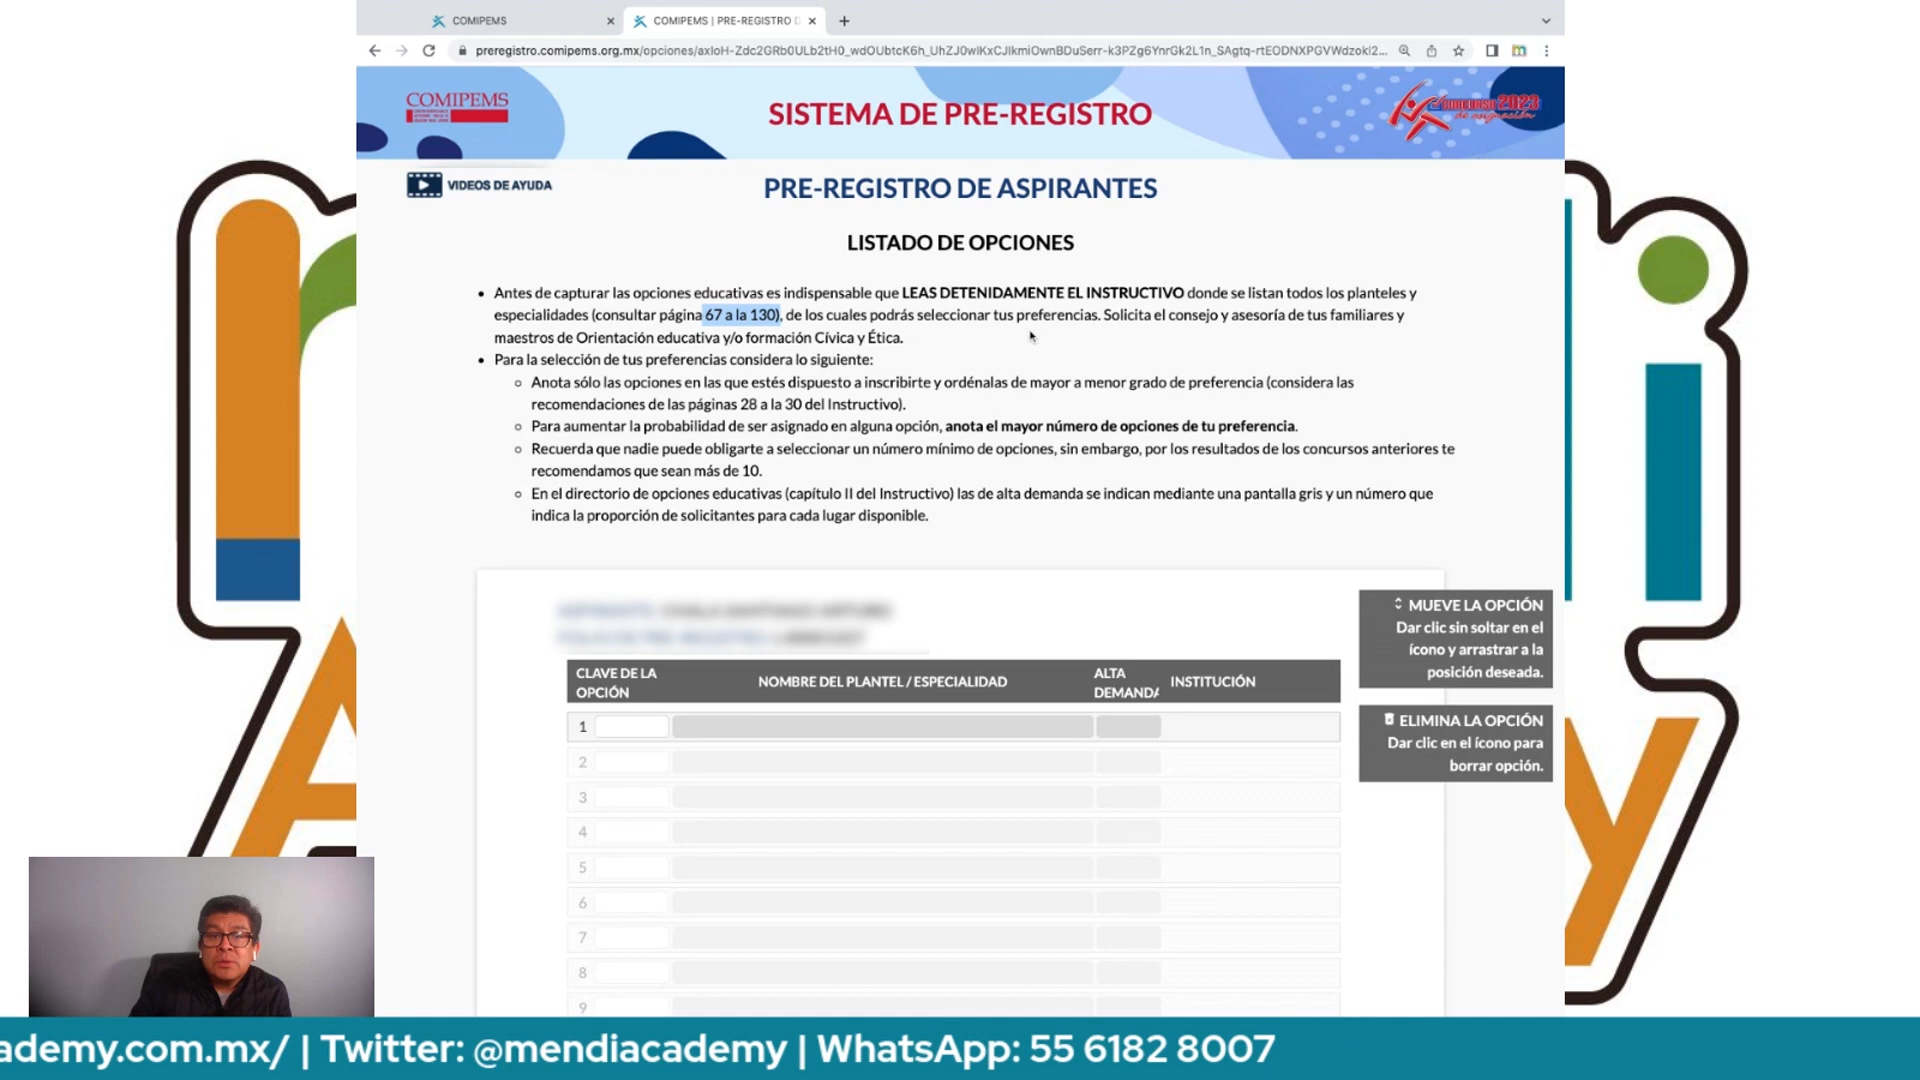 COMIPEMS
COMIPEMS | PRE-REGISTRO D
preregistro.comipems.org.mx/opciones/
COMIPEMS
SISTEMA DE PRE-REGISTRO
2023
de asignación
VIDEOS DE AYUDA
PRE-REGISTRO DE ASPIRANTES
LISTADO DE OPCIONES
• Antes de capturar las opciones educativas es indispensable que LEAS DETENIDAMENTE EL INSTRUCTIVO donde se listan todos los planteles y
especialidades (consultar página 67 a la 130), de los cuales podrás seleccionar tus preferencias. Solicita el consejo y asesoría de tus familiares y
maestros de Orientación educativa y/o formación Cívica y Ética.
• Para la selección de tus preferencias considera lo siguiente:
Anota sólo las opciones en las que estés dispuesto a inscribirte y ordénalas de mayor a menor grado de preferencia (considera las
recomendaciones de las páginas 28 a la 30 del Instructivo).
Para aumentar la probabilidad de ser asignado en alguna opción, anota el mayor número de opciones de tu preferencia.
Recuerda que nadie puede obligarte a seleccionar un número mínimo de opciones, sin embargo, por los resultados de los concursos anteriores te
recomendamos que sean más de 10.
En el directorio de opciones educativas (capítulo II del Instructivo) las de alta demanda se indican mediante una pantalla gris y un número que
indica la proporción de solicitantes para cada lugar disponible.
MUEVE LA OPCIÓN
Dar clic sin soltar en el
ícono y arrastrar a la
posición deseada.
ELIMINA LA OPCIÓN
Dar clic en el ícono para
borrar opción.
CLAVE DE LA
OPCIÓN
NOMBRE DEL PLANTEL / ESPECIALIDAD
ALTA
DEMANDA
INSTITUCIÓN
1
2
3
4
5
6
7
8
9
ademy.com.mx/ | Twitter: @mendiacademy | WhatsApp: 55 6182 8007